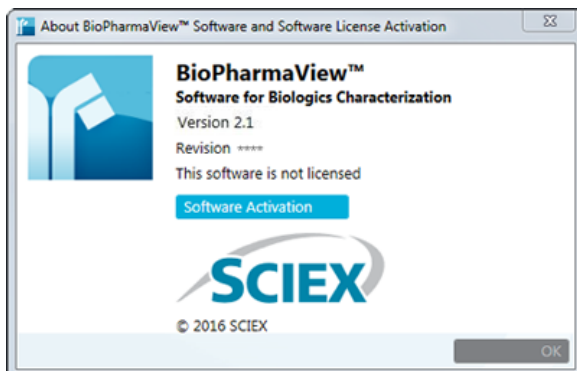 About BioPharmaView™ Software and Software License Activation
BioPharmaView™
Software for Biologics Characterization
Version 2.1
Revision ****
This software is not licensed
Software Activation
SCIEX
© 2016 SCIEX
OK